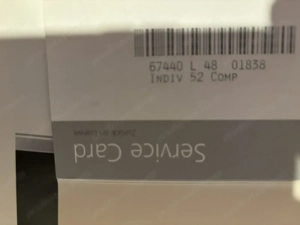 67440 L 48 01838
INDIV 52 COMP
Service Card